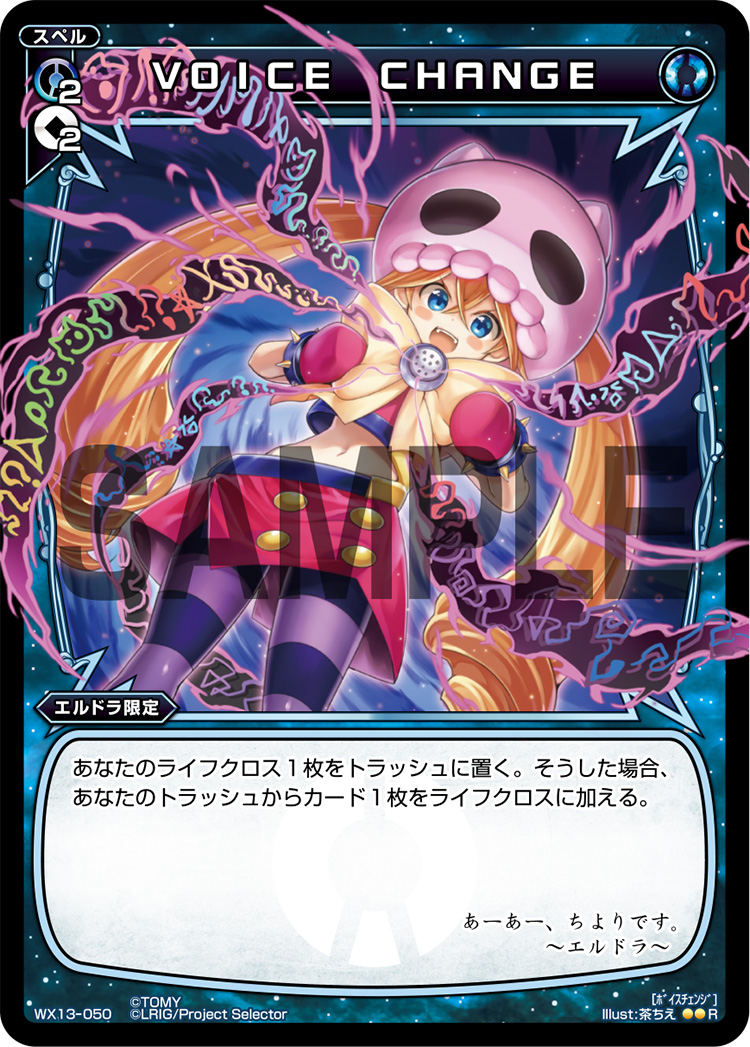 スペル
VOICE CHANGE
2
2
SAMPLE
エルドラ限定
あなたのライフクロス1枚をトラッシュに置く。そうした場合、
あなたのトラッシュからカード1枚をライフクロスに加える。
あーあー、ちよりです。
~エルドラ~
[ボイスチェンジ]
©TOMY
WX13-050 ©LRIG/Project Selector
Illust:茶ちえ R